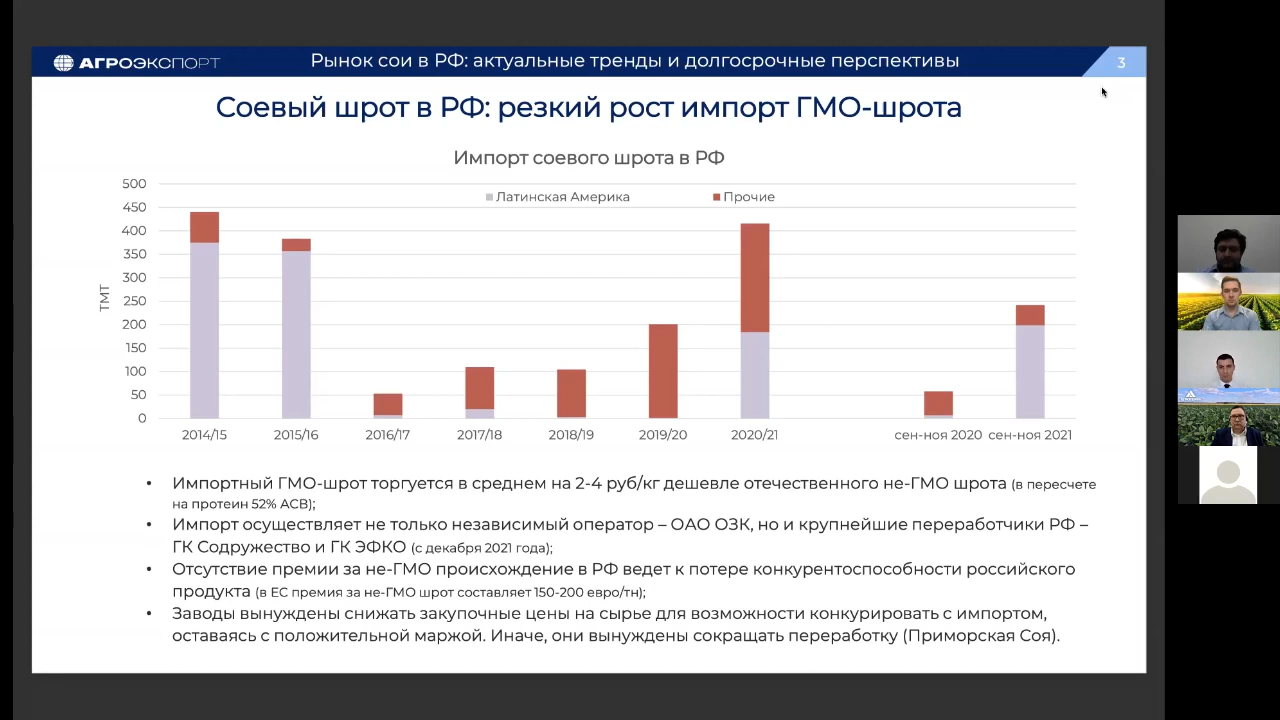 АГРОЭКСПОРТ
Рынок сои в РФ: актуальные тренды и долгосрочные перспективы
3
Соевый шрот в РФ: резкий рост импорт ГМО-шрота
Импорт соевого шрота в РФ
Латинская Америка
Прочие
ТМТ
500
450
400
350
300
250
200
150
100
50
0
2014/15
2015/16
2016/17
2017/18
2018/19
2019/20
2020/21
сен-ноя 2020
сен-ноя 2021
• Импортный ГМО-шрот торгуется в среднем на 2-4 руб/кг дешевле отечественного не-ГМО шрота (в пересчете
на протеин 52% АСВ);
• Импорт осуществляет не только независимый оператор – ОАО ОЗК, но и крупнейшие переработчики РФ –
ГК Содружество и ГК ЭФКО (с декабря 2021 года);
• Отсутствие премии за не-ГМО происхождение в РФ ведет к потере конкурентоспособности российского
продукта (в ЕС премия за не-ГМО шрот составляет 150-200 евро/тн);
• Заводы вынуждены снижать закупочные цены на сырье для возможности конкурировать с импортом,
оставаясь с положительной маржой. Иначе, они вынуждены сокращать переработку (Приморская Соя).